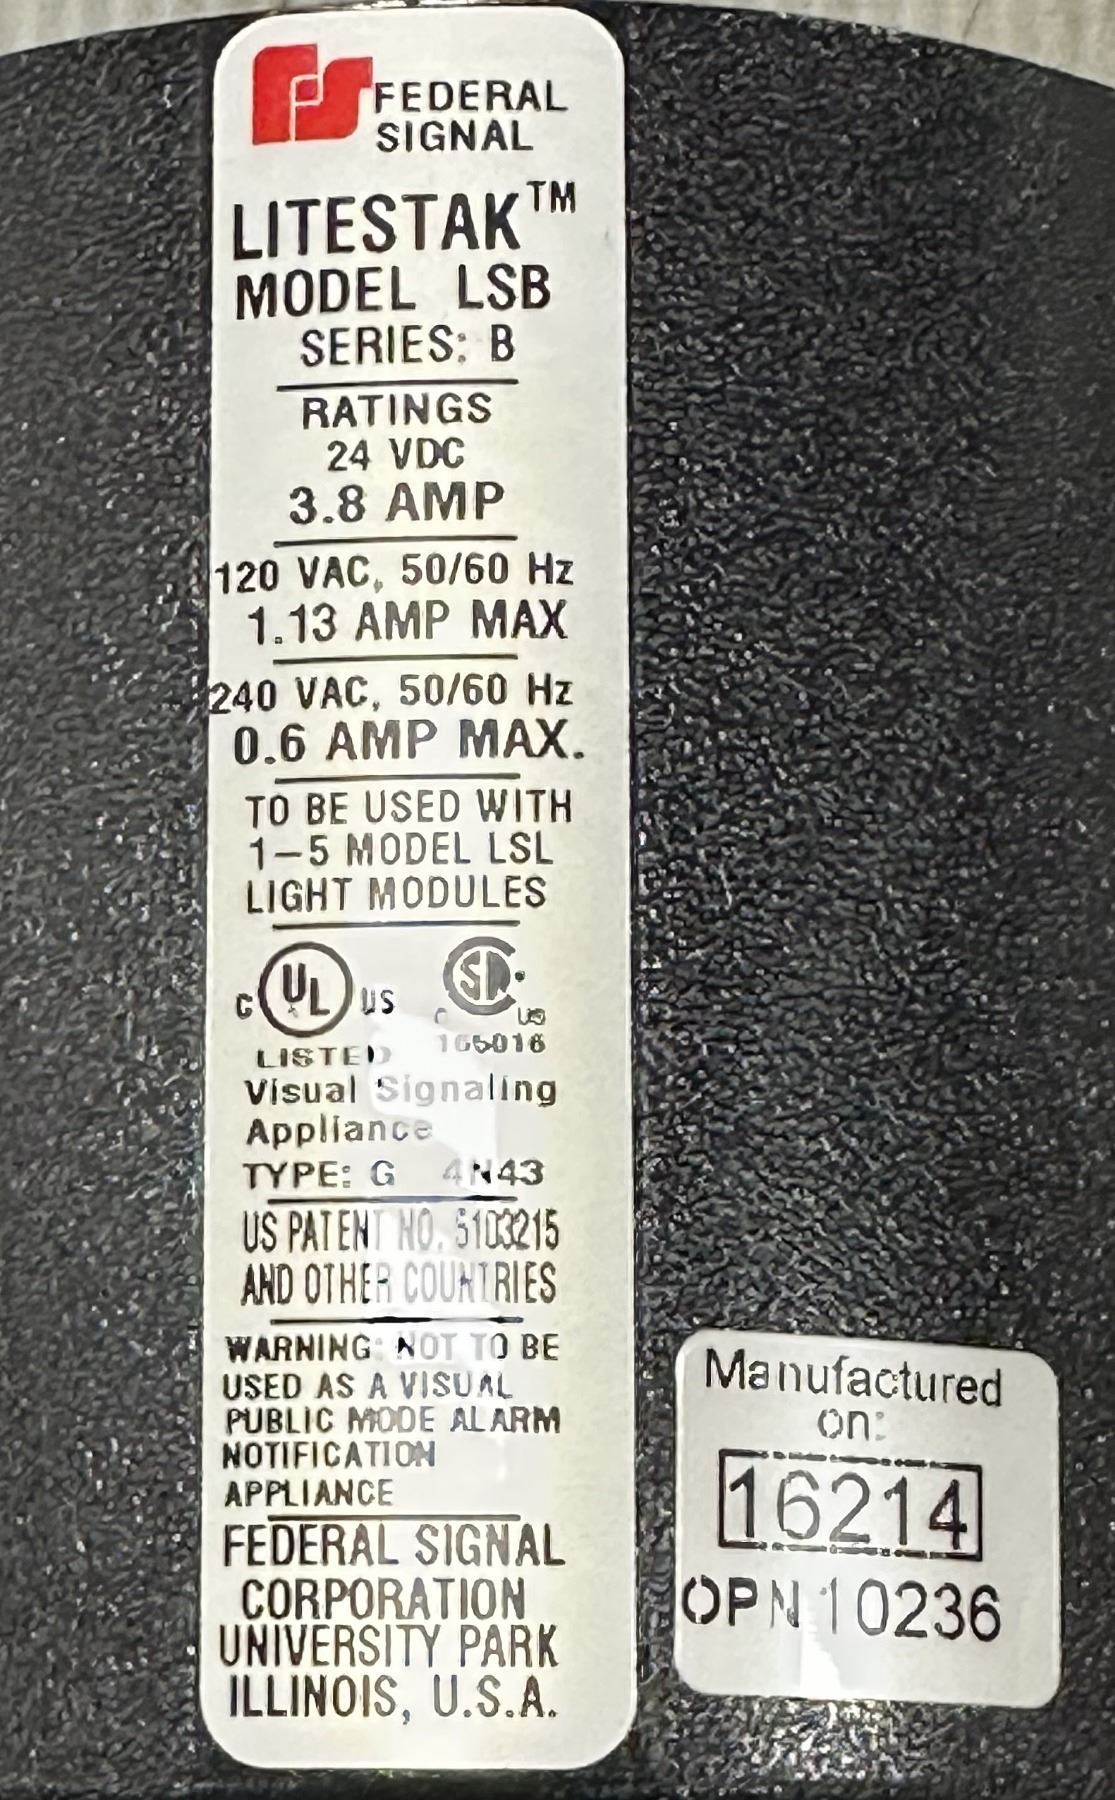 FEDERAL
SIGNAL
LITESTAK™
MODEL LSB
SERIES: B
RATINGS
24 VDC
3.8 AMP
120 VAC, 50/60 Hz
1.13 AMP MAX
240 VAC, 50/60 Hz
0.6 AMP MAX.
TO BE USED WITH
1-5 MODEL LSL
LIGHT MODULES
C UL US
C US
LISTED 165016
Visual Signaling
Appliance
TYPE: G 4N43
US PATENT NO. 5103215
AND OTHER COUNTRIES
WARNING: NOT TO BE
USED AS A VISUAL
PUBLIC MODE ALARM
NOTIFICATION
APPLIANCE
FEDERAL SIGNAL
CORPORATION
UNIVERSITY PARK
ILLINOIS, U.S.A.
Manufactured
on:
16214
OPN 10236